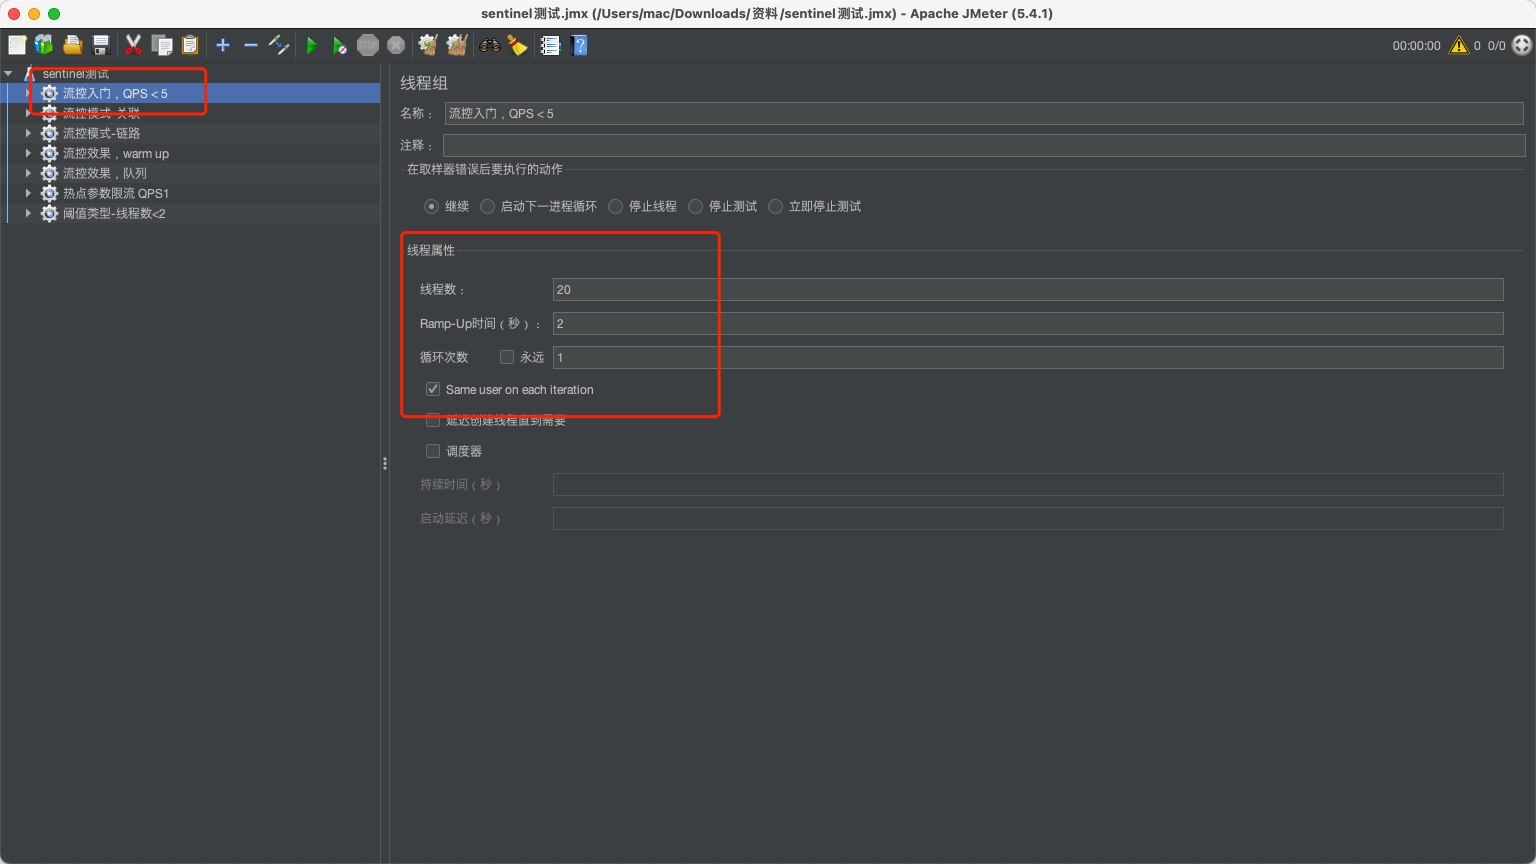 sentinel测试.jmx (/Users/mac/Downloads/资料/sentinel测试.jmx) - Apache JMeter (5.4.1)
STOP
00:00:00 0 0/0
sentinel测试
流控入门，QPS < 5
流控模式-关联
流控模式-链路
流控效果，warm up
流控效果，队列
热点参数限流 QPS1
阈值类型-线程数<2
线程组
名称： 流控入门，QPS < 5
注释：
在取样器错误后要执行的动作
继续 启动下一进程循环 停止线程 停止测试 立即停止测试
线程属性
线程数： 20
Ramp-Up时间（秒）： 2
循环次数 永远 1
Same user on each iteration
延迟创建线程直到需要
调度器
持续时间（秒）
启动延迟（秒）